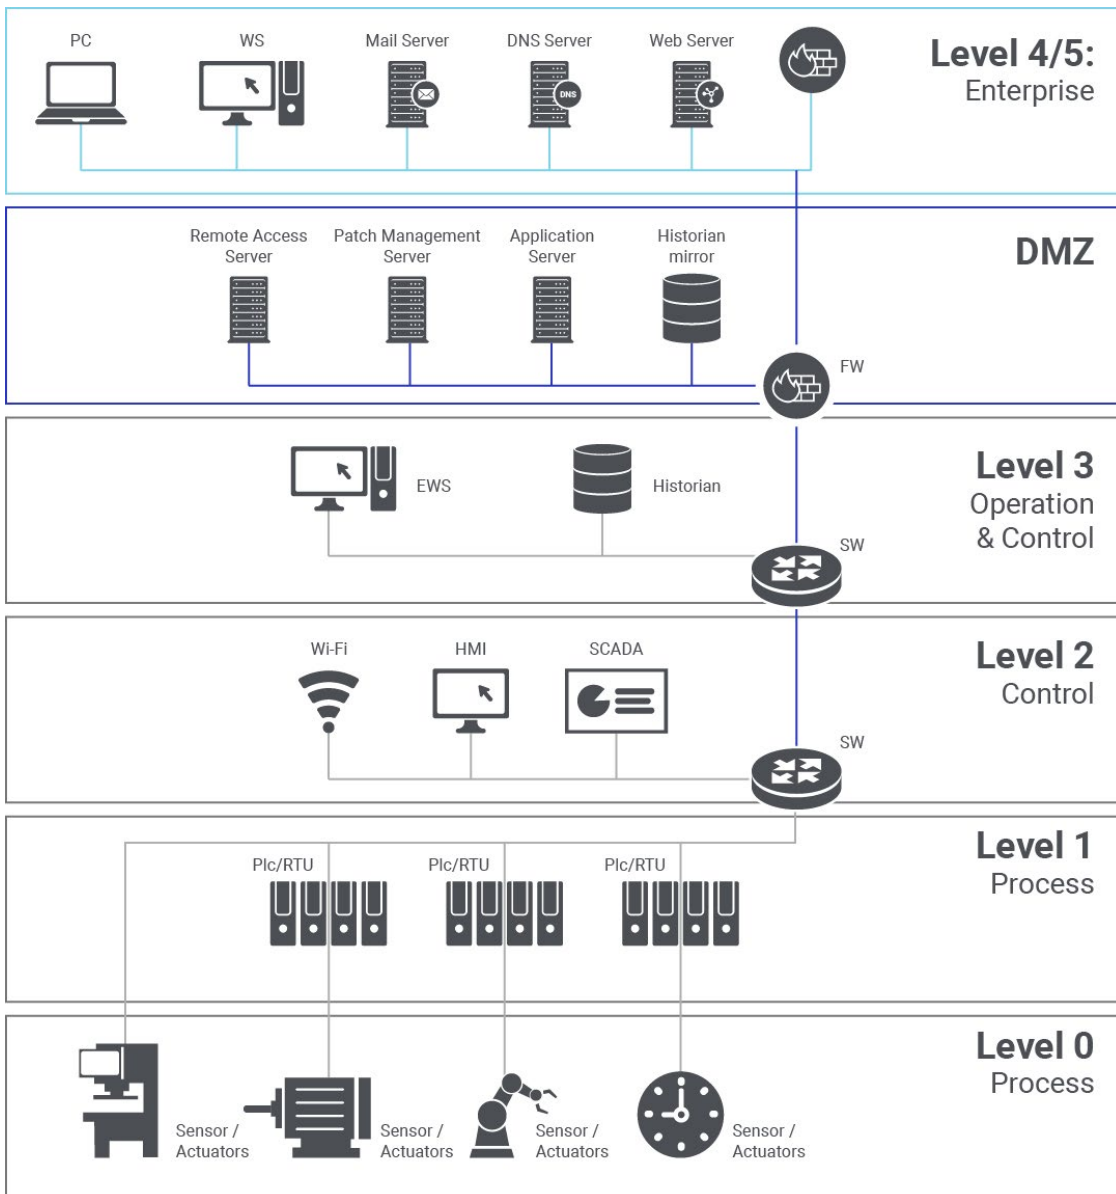 PC
WS
Mail Server
DNS Server
Web Server
DNS
Level 4/5:
Enterprise
Remote Access
Server
Patch Management
Server
Application
Server
Historian
mirror
DMZ
FW
EWS
Historian
Level 3
Operation
& Control
SW
Wi-Fi
HMI
SCADA
Level 2
Control
SW
Plc/RTU
Plc/RTU
Plc/RTU
Level 1
Process
Level 0
Process
Sensor /
Actuators
Sensor /
Actuators
Sensor /
Actuators
Sensor /
Actuators